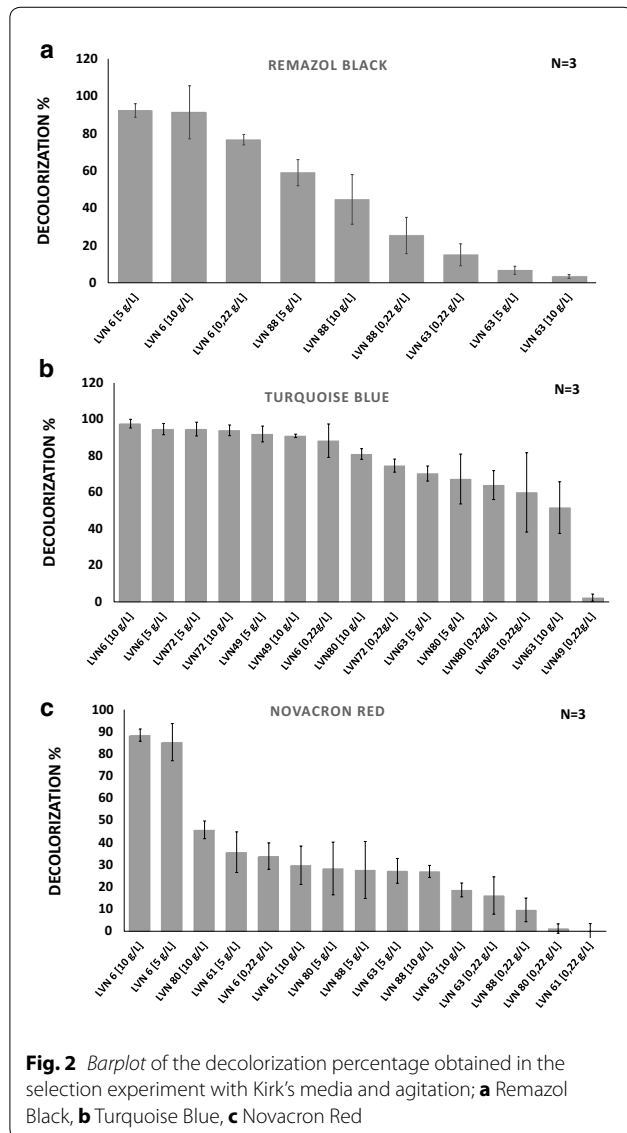 a
REMAZOL BLACK
N=3
DECOLORIZATION %
120
100
80
60
40
20
0
LVN 6 [5 g/L]
LVN 6 [10 g/L]
LVN 6 [0,22 g/L]
LVN 88 [5 g/L]
LVN 88 [10 g/L]
LVN 88 [0,22 g/L]
LVN 63 [0,22 g/L]
LVN 63 [5 g/L]
LVN 63 [10 g/L]
b
TURQUOISE BLUE
N=3
DECOLORIZATION %
120
100
80
60
40
20
0
LVN6 [10 g/L]
LVN6 [5 g/L]
LVN72 [5 g/L]
LVN72 [10 g/L]
LVN49 [5 g/L]
LVN49 [10 g/L]
LVN6 [0,22g/L]
LVN80 [10 g/L]
LVN72 [0,22g/L]
LVN63 [5 g/L]
LVN80 [5 g/L]
LVN80 [0,22g/L]
LVN63 [0,22g/L]
LVN63 [10 g/L]
LVN49 [0,22g/L]
c
NOVACRON RED
N=3
DECOLORIZATION %
100
90
80
70
60
50
40
30
20
10
0
LVN 6 [10 g/L]
LVN 6 [5 g/L]
LVN 80 [10 g/L]
LVN 61 [5 g/L]
LVN 6 [0,22 g/L]
LVN 61 [10 g/L]
LVN 80 [5 g/L]
LVN 88 [5 g/L]
LVN 63 [5 g/L]
LVN 88 [10 g/L]
LVN 63 [10 g/L]
LVN 63 [0,22 g/L]
LVN 88 [0,22 g/L]
LVN 80 [0,22 g/L]
LVN 61 [0,22 g/L]
Fig. 2 Barplot of the decolorization percentage obtained in the
selection experiment with Kirk's media and agitation; a Remazol
Black, b Turquoise Blue, c Novacron Red